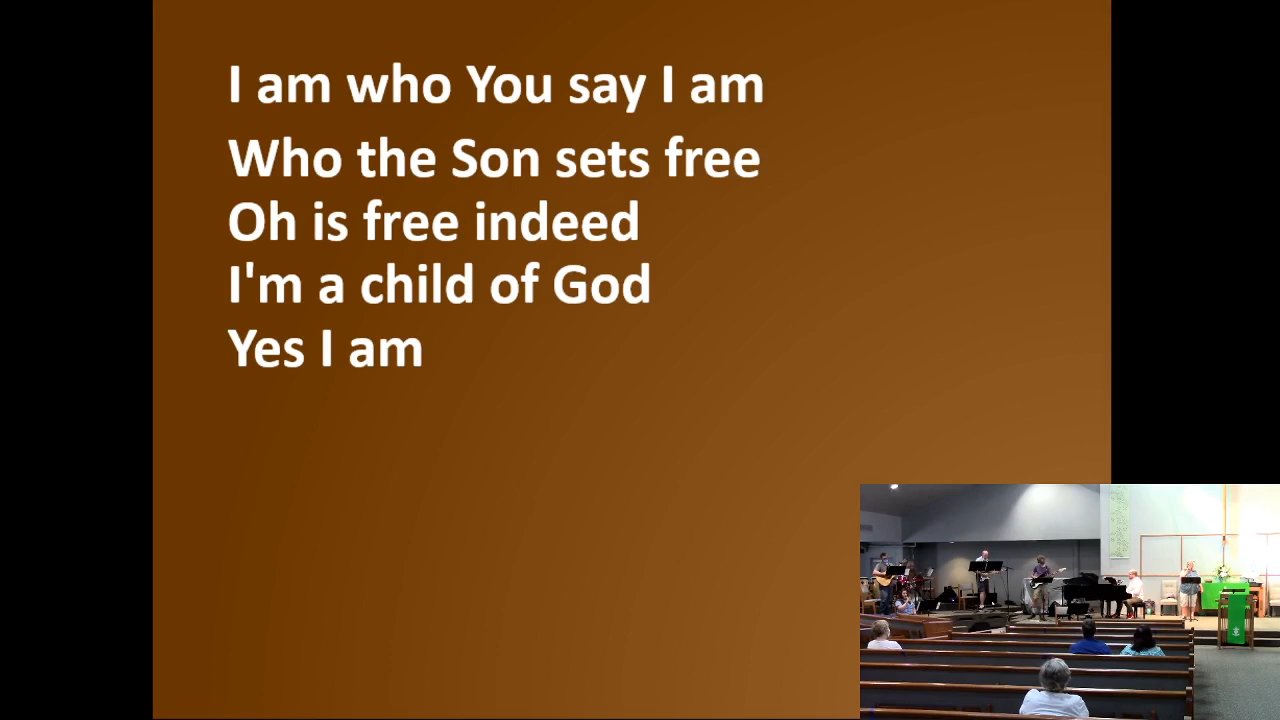 I am who You say I am
Who the Son sets free
Oh is free indeed
I'm a child of God
Yes I am